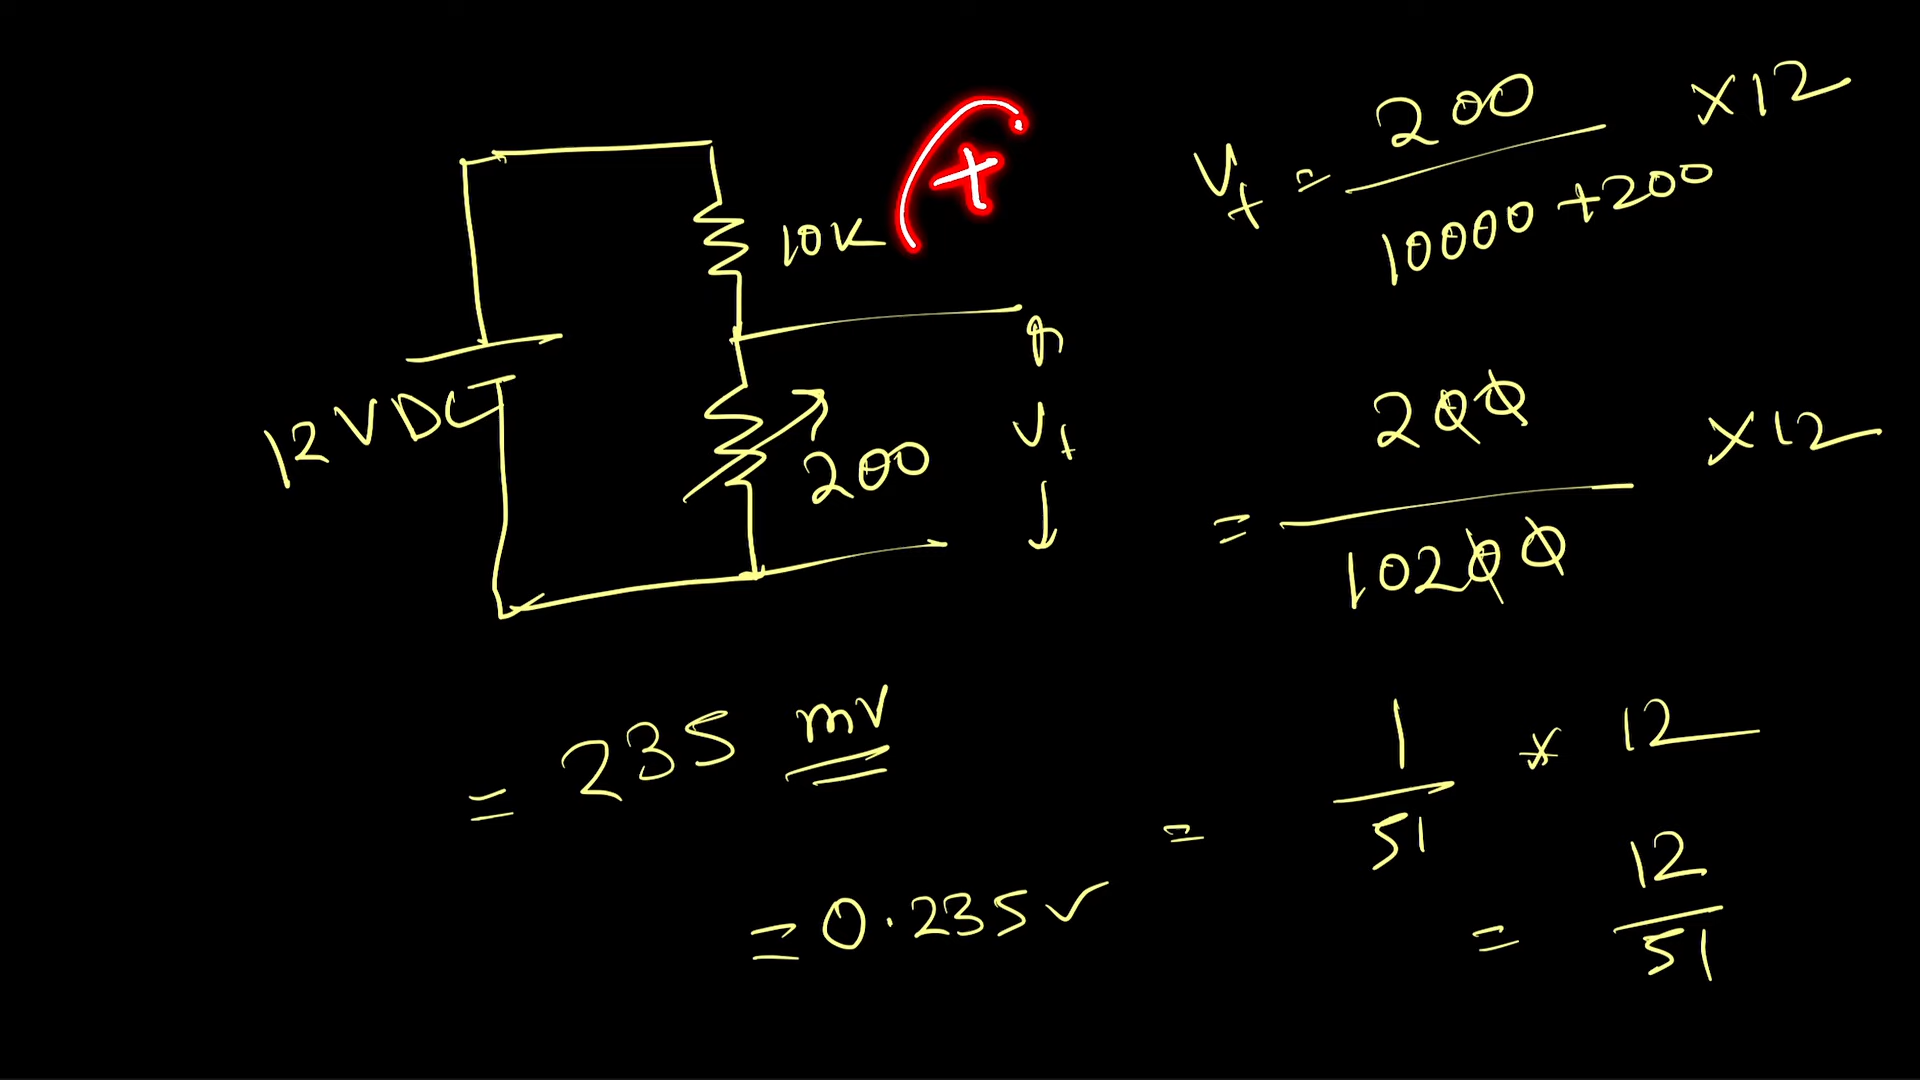 +
10K
12VDC
200
Vt
Vt = 200 / 10000 + 200 × 12
= 200 / 10200 × 12
= 1 / 51 * 12
= 12 / 51
= 0.235V
= 235 mV